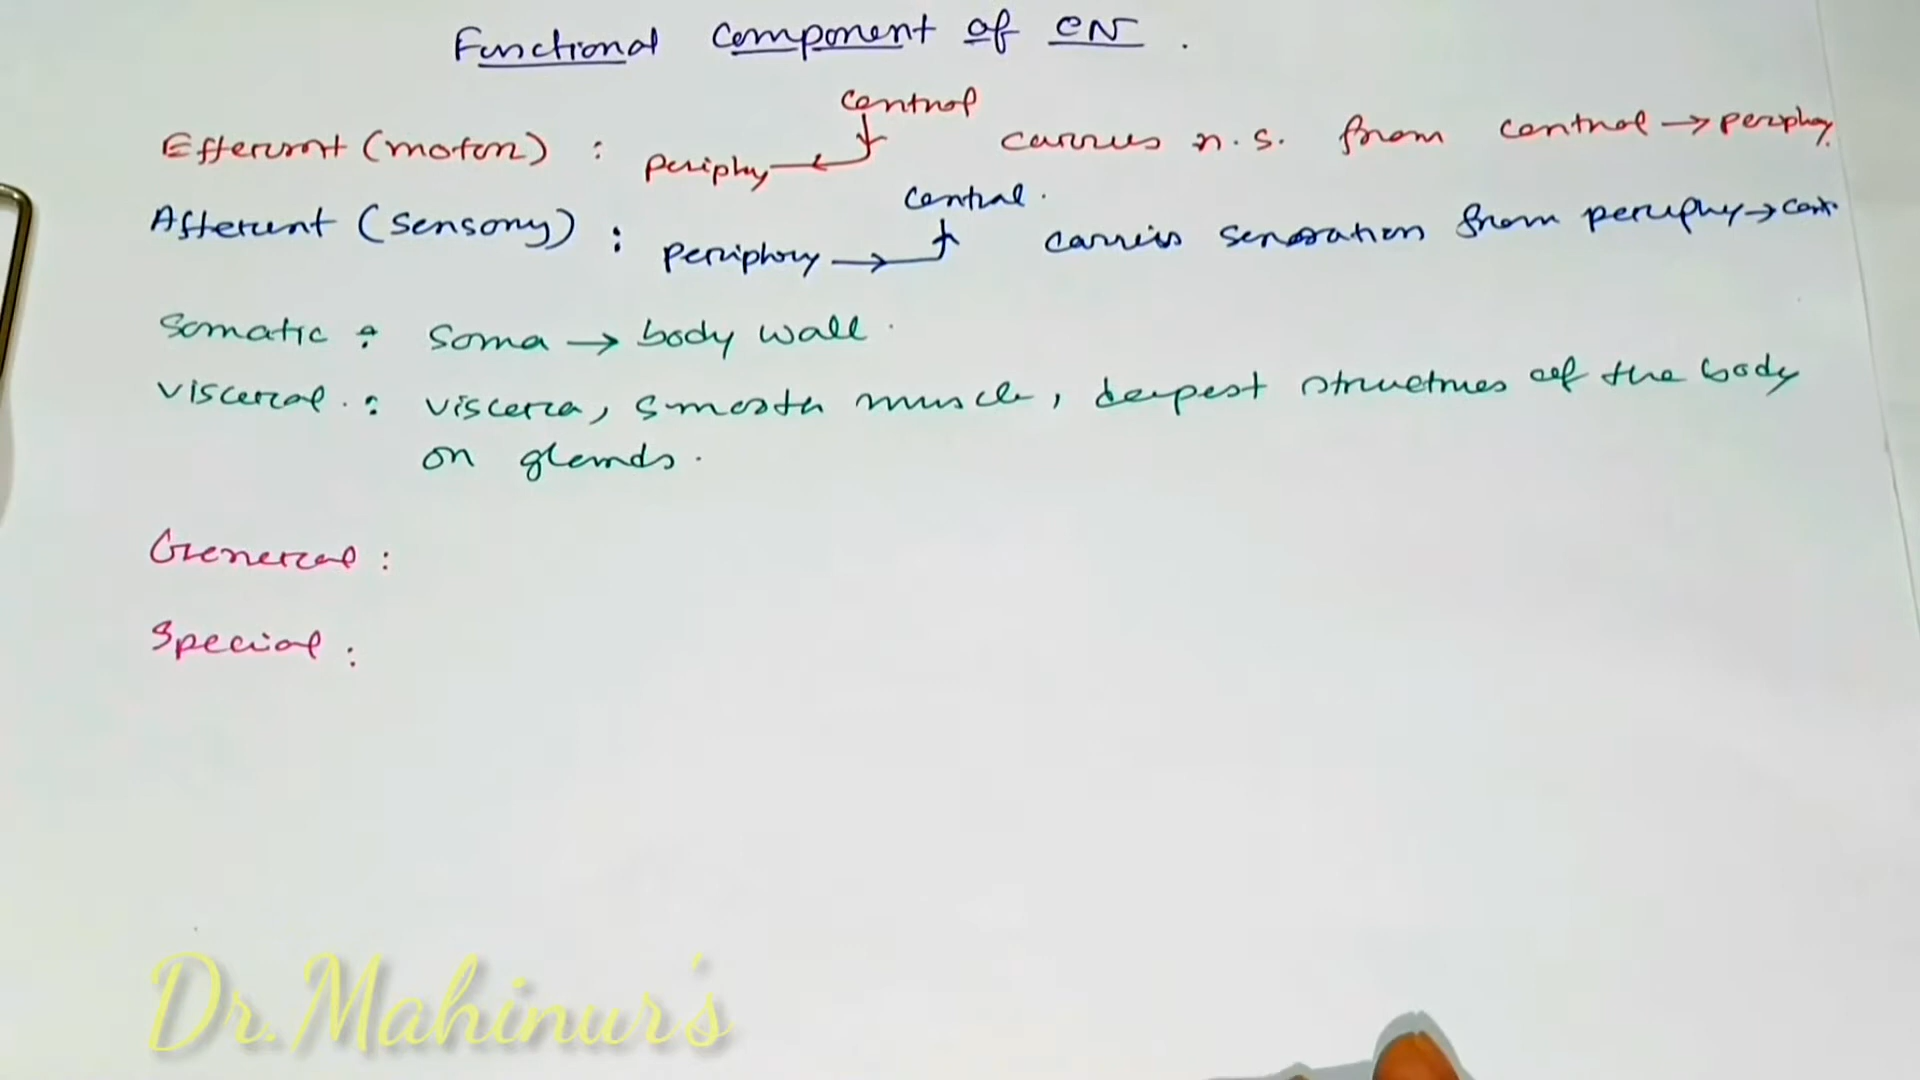 Functional component of CN.
central
Efferent (motor) : periphy carries n.s. from central → periphy.
central.
Afferent (sensory) : periphory carries sensation from periphy → cent.
Somatic : Soma → body wall.
Visceral : viscera, smooth muscle, deepest structures of the body
or glands.
General :
Special :
Dr.Mahinur's